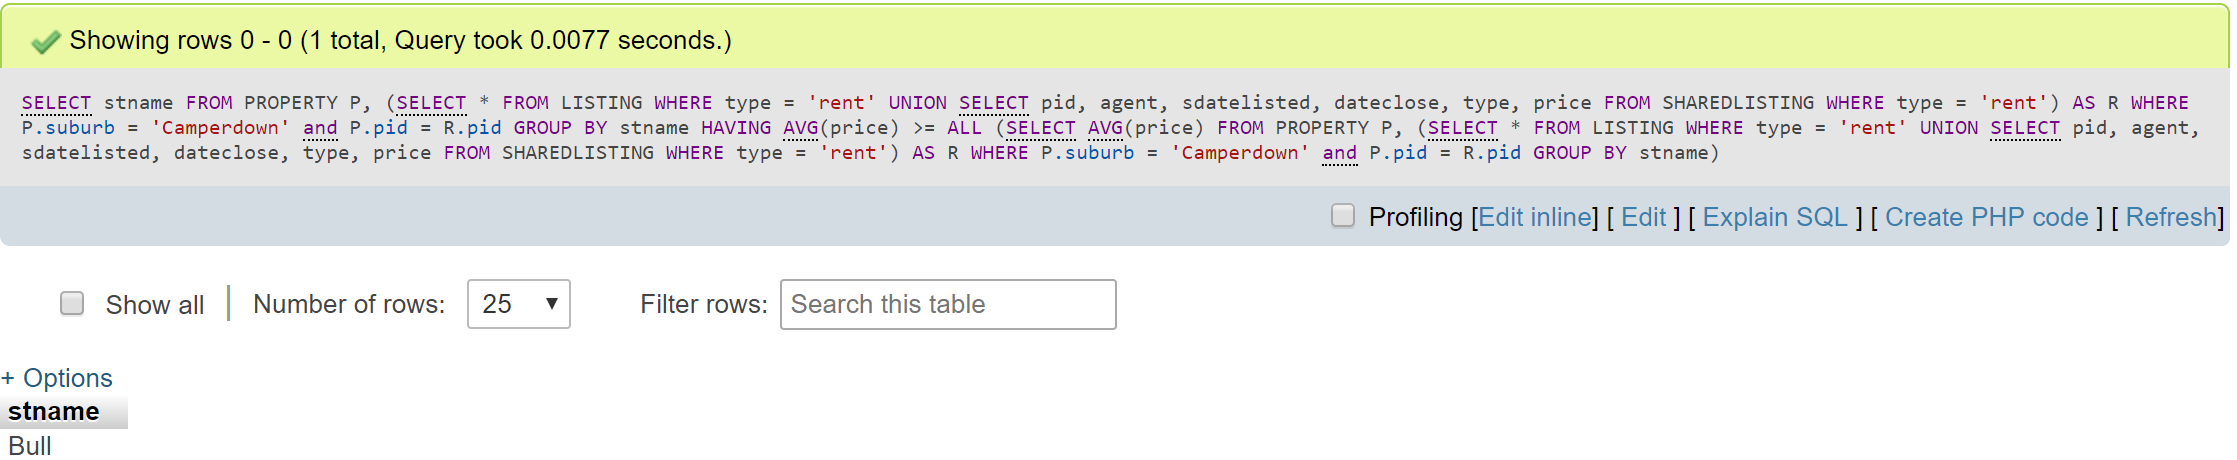 Showing rows 0 - 0 (1 total, Query took 0.0077 seconds.)
SELECT stname FROM PROPERTY P, (SELECT * FROM LISTING WHERE type = 'rent' UNION SELECT pid, agent, sdatelisted, dateclose, type, price FROM SHAREDLISTING WHERE type = 'rent') AS R WHERE
P.suburb = 'Camperdown' and P.pid = R.pid GROUP BY stname HAVING AVG(price) >= ALL (SELECT AVG(price) FROM PROPERTY P, (SELECT * FROM LISTING WHERE type = 'rent' UNION SELECT pid, agent,
sdatelisted, dateclose, type, price FROM SHAREDLISTING WHERE type = 'rent') AS R WHERE P.suburb = 'Camperdown' and P.pid = R.pid GROUP BY stname)
Profiling [Edit inline] [ Edit ] [ Explain SQL ] [ Create PHP code ] [ Refresh]
Show all | Number of rows: 25 Filter rows: Search this table
+ Options
stname
Bull